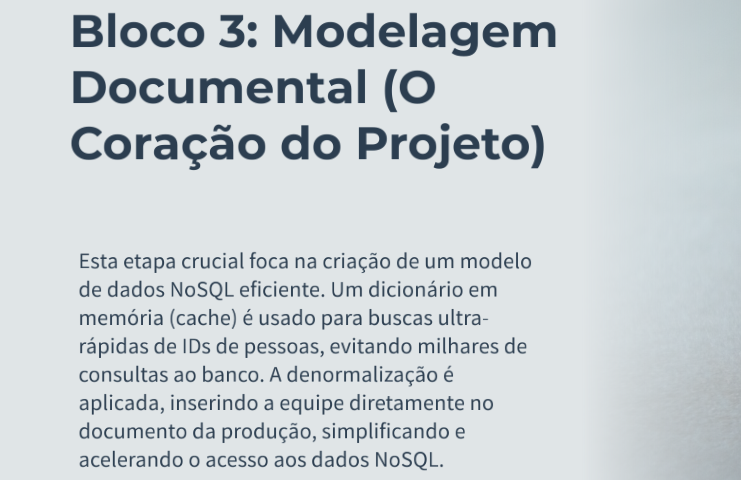 Bloco 3: Modelagem
Documental (O
Coração do Projeto)
Esta etapa crucial foca na criação de um modelo
de dados NoSQL eficiente. Um dicionário em
memória (cache) é usado para buscas ultra-
rápidas de IDs de pessoas, evitando milhares de
consultas ao banco. A denormalização é
aplicada, inserindo a equipe diretamente no
documento da produção, simplificando e
acelerando o acesso aos dados NoSQL.